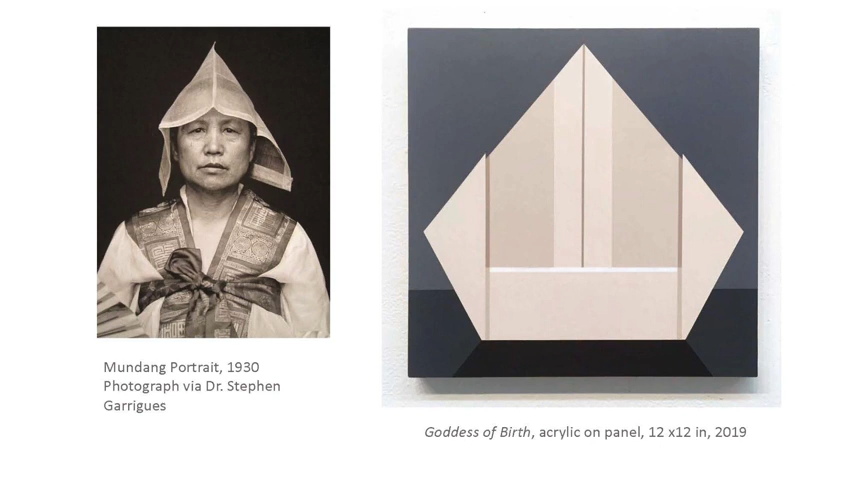 Mundang Portrait, 1930
Photograph via Dr. Stephen
Garrigues
Goddess of Birth, acrylic on panel, 12 x12 in, 2019